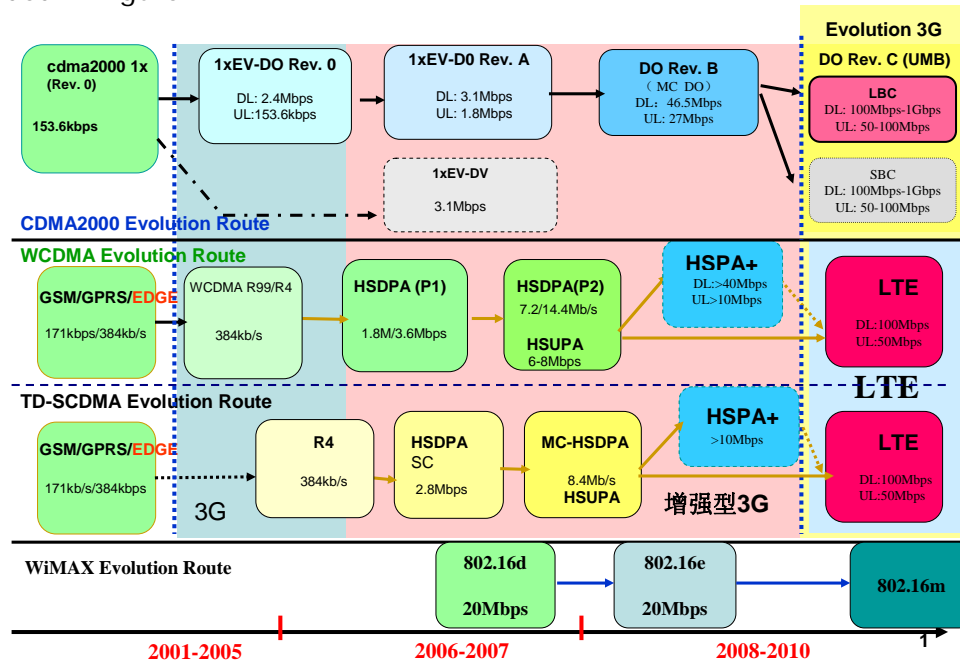 Evolution 3G
cdma2000 1x
(Rev. 0)
153.6kbps
1xEV-DO Rev. 0
DL: 2.4Mbps
UL:153.6kbps
1xEV-D0 Rev. A
DL: 3.1Mbps
UL: 1.8Mbps
DO Rev. B
( MC DO)
DL: 46.5Mbps
UL: 27Mbps
DO Rev. C (UMB)
LBC
DL: 100Mbps-1Gbps
UL: 50-100Mbps
SBC
DL: 100Mbps-1Gbps
UL: 50-100Mbps
1xEV-DV
3.1Mbps
CDMA2000 Evolution Route
WCDMA Evolution Route
GSM/GPRS/EDGE
171kbps/384kb/s
WCDMA R99/R4
384kb/s
HSDPA (P1)
1.8M/3.6Mbps
HSDPA(P2)
7.2/14.4Mb/s
HSUPA
6-8Mbps
HSPA+
DL:>40Mbps
UL>10Mbps
LTE
DL:100Mbps
UL:50Mbps
LTE
TD-SCDMA Evolution Route
GSM/GPRS/EDGE
171kb/s/384kbps
3G
R4
384kb/s
HSDPA
SC
2.8Mbps
MC-HSDPA
8.4Mb/s
HSUPA
HSPA+
>10Mbps
增强型3G
LTE
DL:100Mbps
UL:50Mbps
WiMAX Evolution Route
802.16d
20Mbps
802.16e
20Mbps
802.16m
1
2001-2005
2006-2007
2008-2010